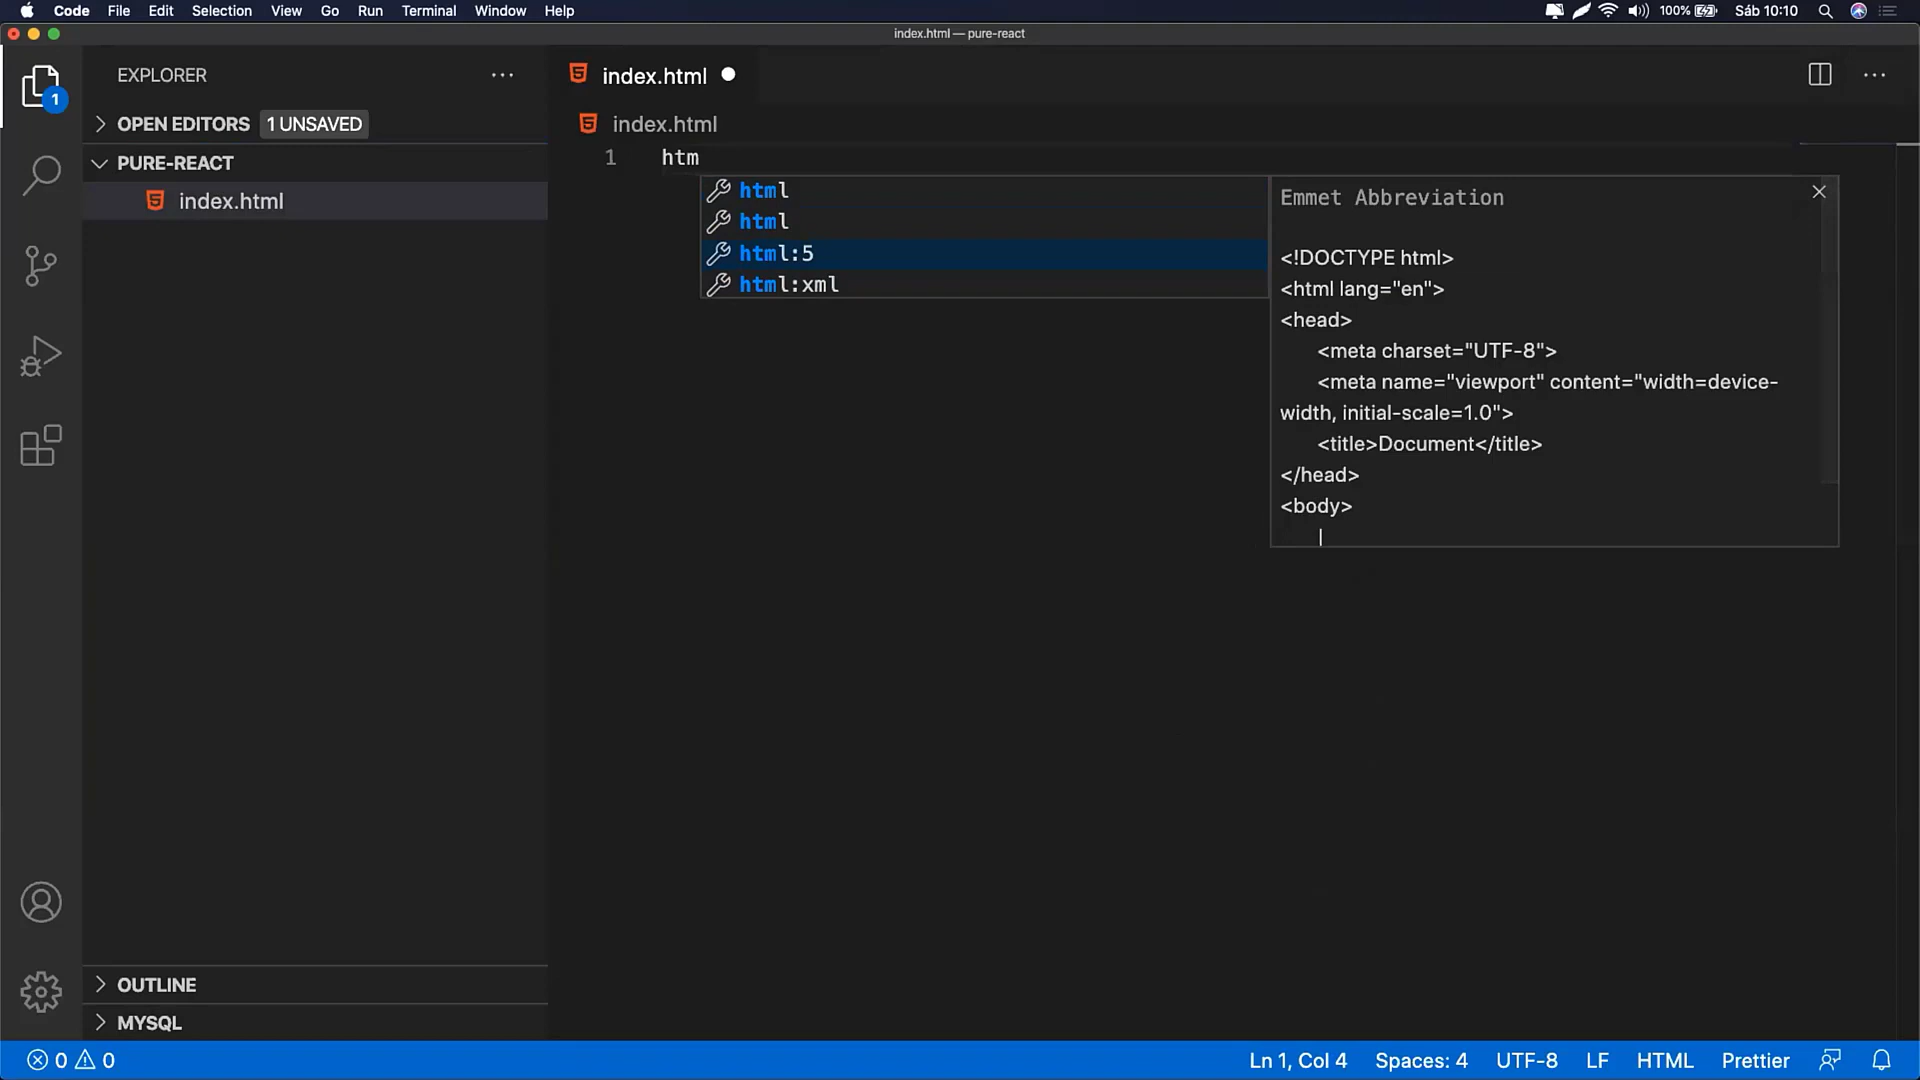 Code File Edit Selection View Go Run Terminal Window Help 100% Sáb 10:10
index.html — pure-react
EXPLORER
OPEN EDITORS 1 UNSAVED
PURE-REACT
index.html
OUTLINE
MYSQL
1
index.html
index.html
1 htm
html
html
html:5
html:xml
Emmet Abbreviation
<!DOCTYPE html>
<html lang="en">
<head>
<meta charset="UTF-8">
<meta name="viewport" content="width=device-
width, initial-scale=1.0">
<title>Document</title>
</head>
<body>
|
0 0 Ln 1, Col 4 Spaces: 4 UTF-8 LF HTML Prettier